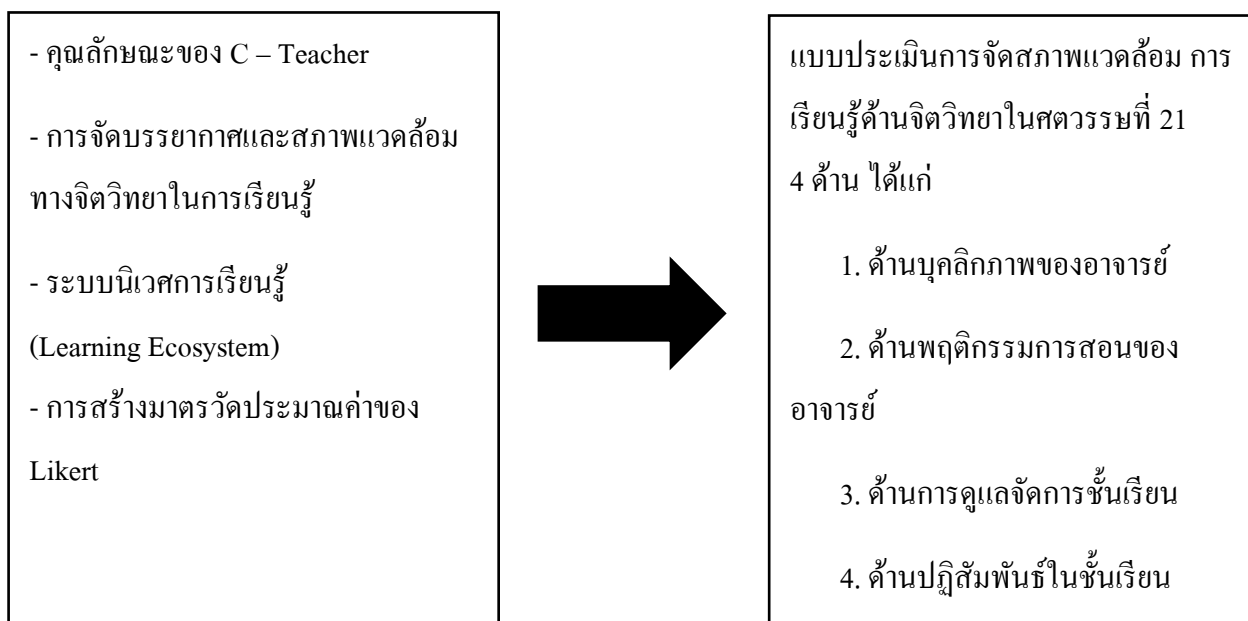 - คุณลักษณะของ C – Teacher
- การจัดบรรยากาศและสภาพแวดล้อม
ทางจิตวิทยาในการเรียนรู้
- ระบบนิเวศการเรียนรู้
(Learning Ecosystem)
- การสร้างมาตรวัดประมาณค่าของ
Likert
แบบประเมินการจัดสภาพแวดล้อม การ
เรียนรู้ด้านจิตวิทยาในศตวรรษที่ 21
4 ด้าน ได้แก่
1. ด้านบุคลิกภาพของอาจารย์
2. ด้านพฤติกรรมการสอนของ
อาจารย์
3. ด้านการดูแลจัดการชั้นเรียน
4. ด้านปฏิสัมพันธ์ในชั้นเรียน